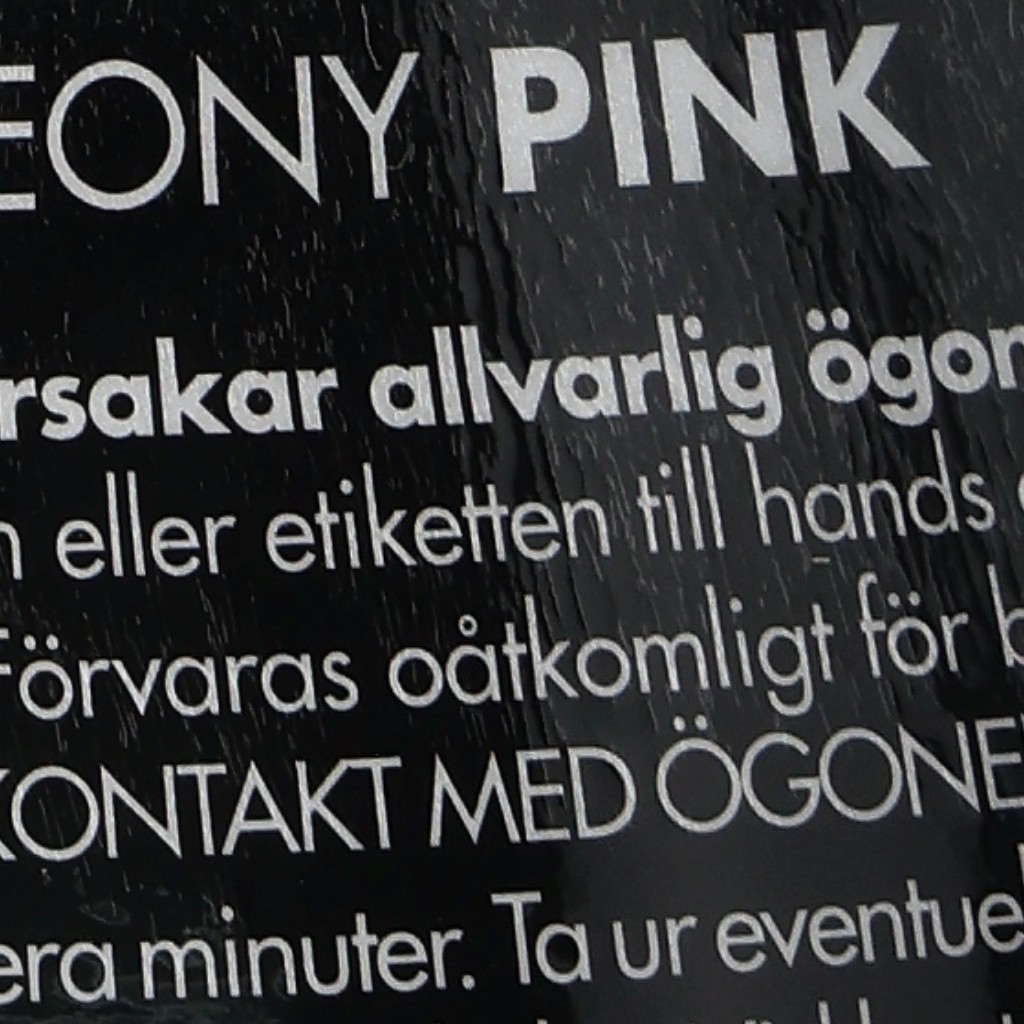 EONY PINK
rsakar allvarlig ögon
n eller etiketten till hands
Förvaras oåtkomligt för b
KONTAKT MED ÖGONE
era minuter. Ta ur eventue